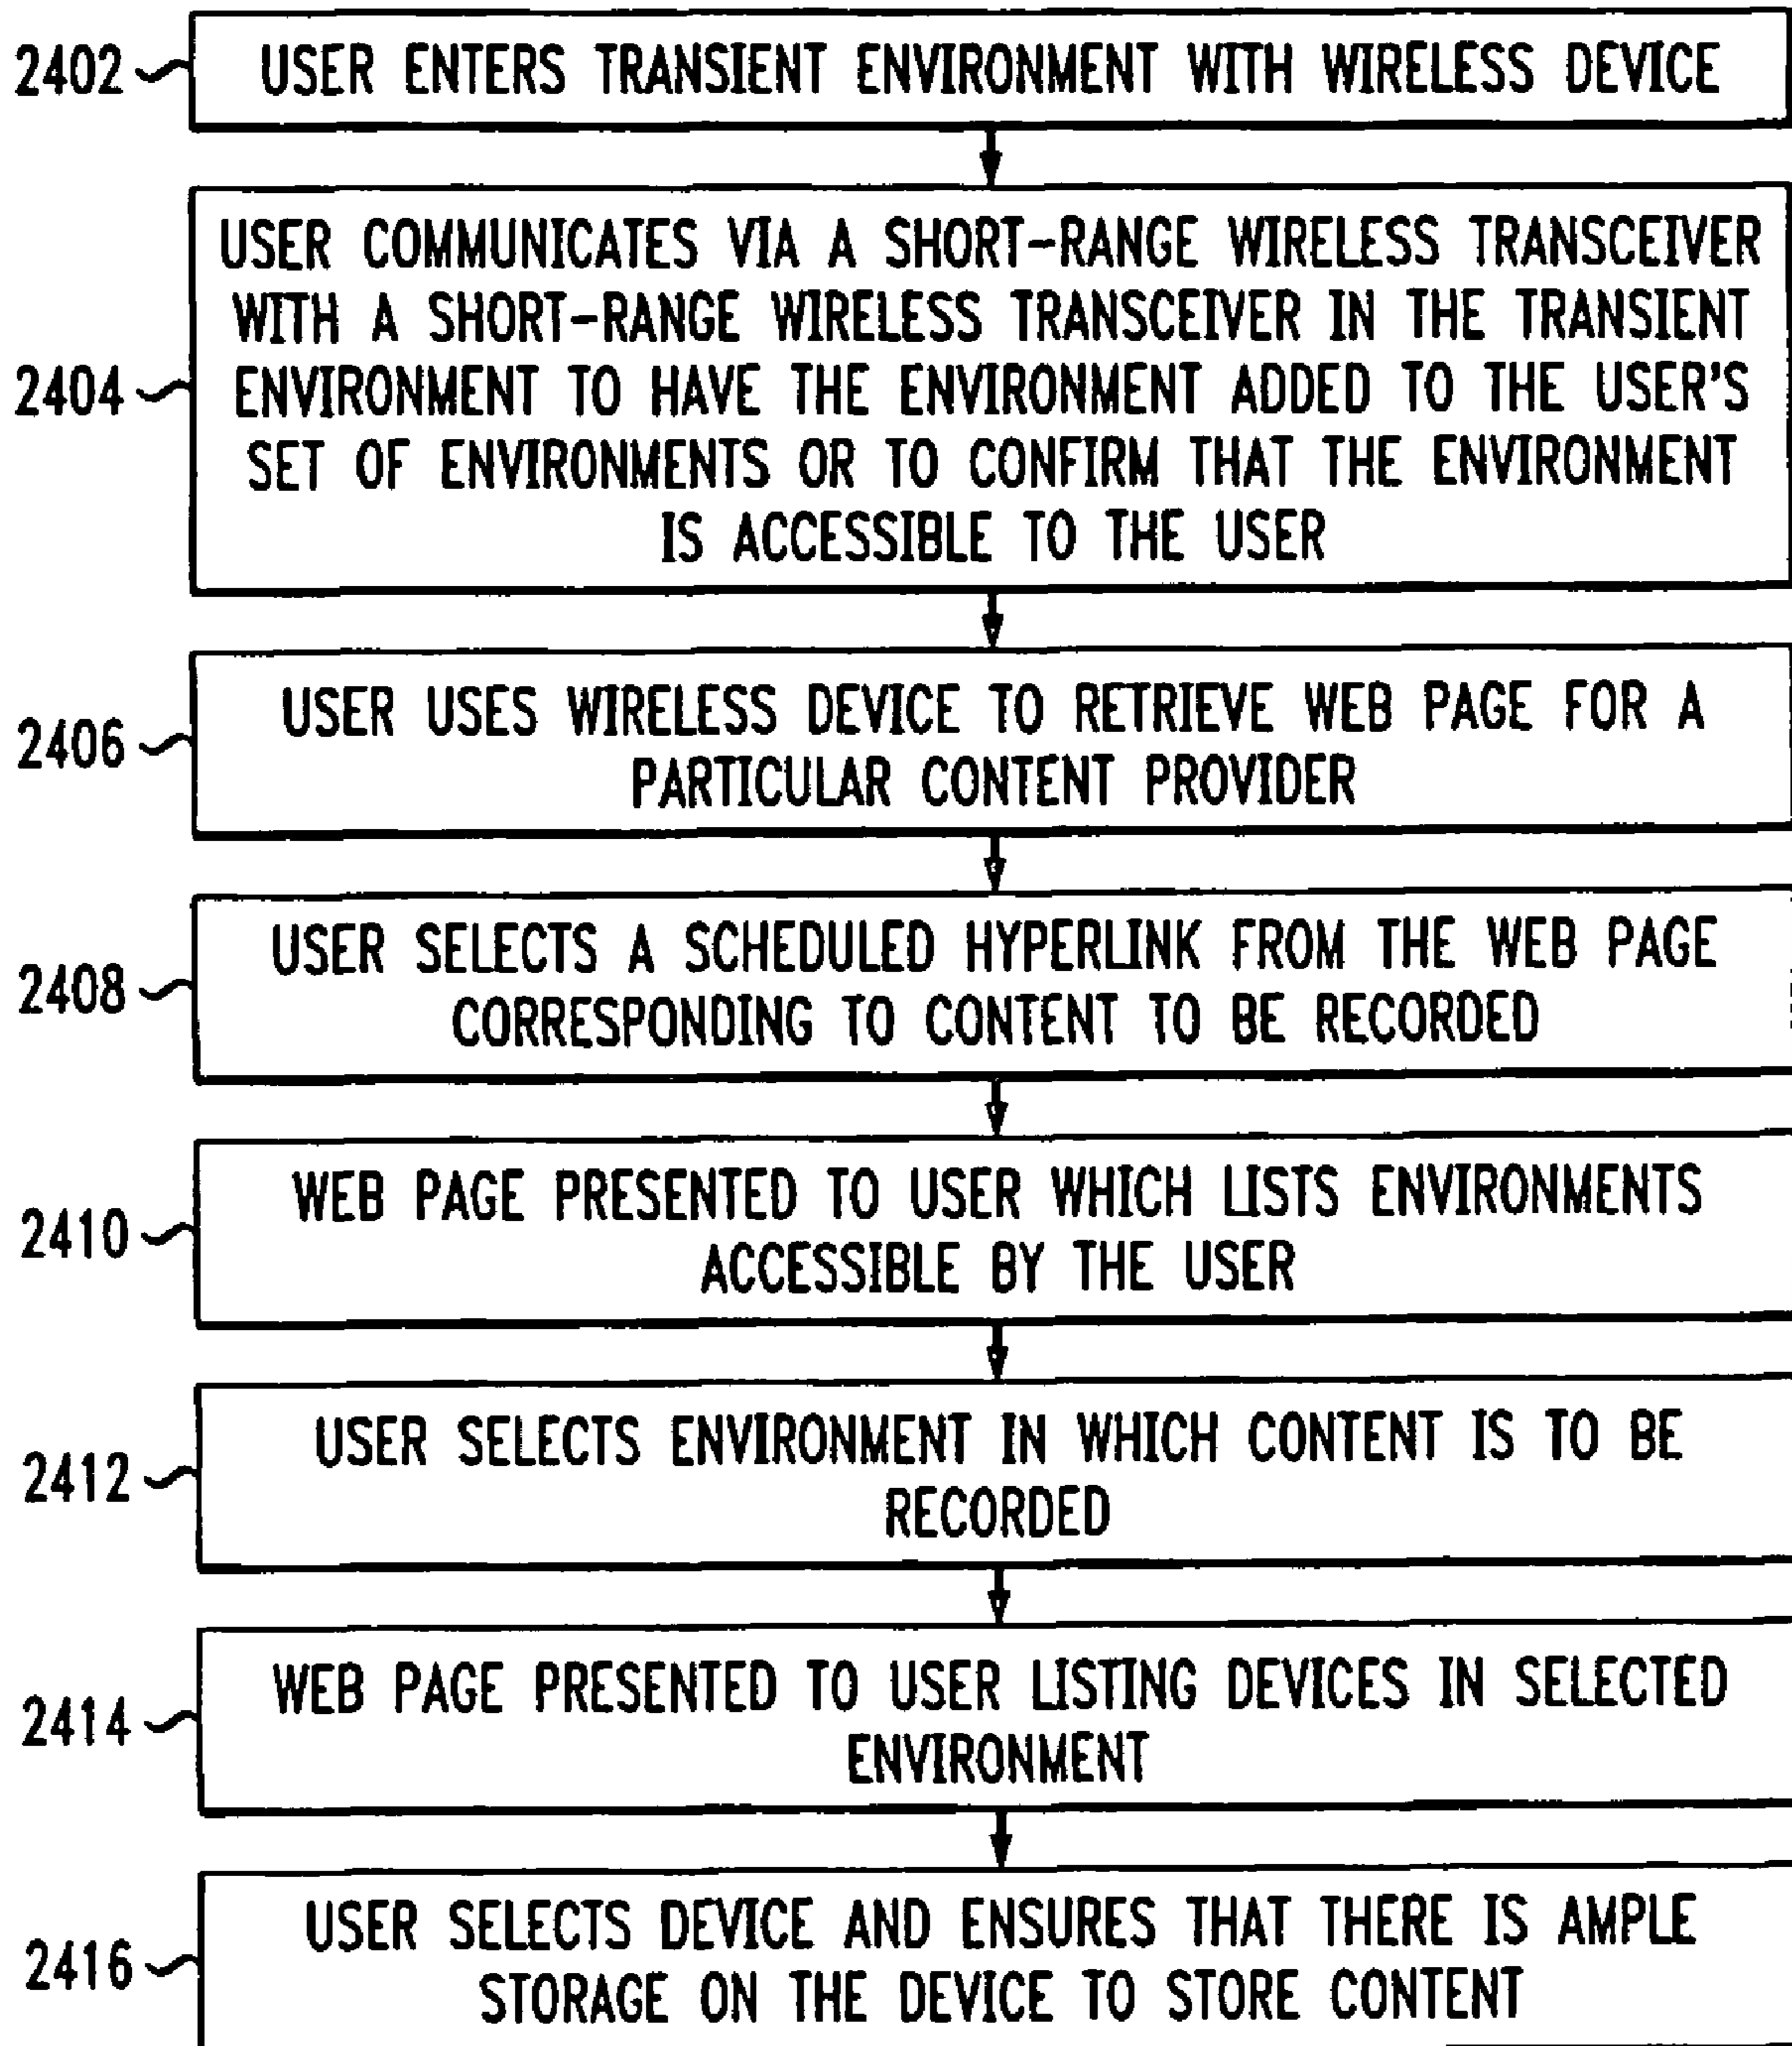 2402
USER ENTERS TRANSIENT ENVIRONMENT WITH WIRELESS DEVICE
2404
USER COMMUNICATES VIA A SHORT-RANGE WIRELESS TRANSCEIVER
WITH A SHORT-RANGE WIRELESS TRANSCEIVER IN THE TRANSIENT
ENVIRONMENT TO HAVE THE ENVIRONMENT ADDED TO THE USER'S
SET OF ENVIRONMENTS OR TO CONFIRM THAT THE ENVIRONMENT
IS ACCESSIBLE TO THE USER
2406
USER USES WIRELESS DEVICE TO RETRIEVE WEB PAGE FOR A
PARTICULAR CONTENT PROVIDER
2408
USER SELECTS A SCHEDULED HYPERLINK FROM THE WEB PAGE
CORRESPONDING TO CONTENT TO BE RECORDED
2410
WEB PAGE PRESENTED TO USER WHICH LISTS ENVIRONMENTS
ACCESSIBLE BY THE USER
2412
USER SELECTS ENVIRONMENT IN WHICH CONTENT IS TO BE
RECORDED
2414
WEB PAGE PRESENTED TO USER LISTING DEVICES IN SELECTED
ENVIRONMENT
2416
USER SELECTS DEVICE AND ENSURES THAT THERE IS AMPLE
STORAGE ON THE DEVICE TO STORE CONTENT